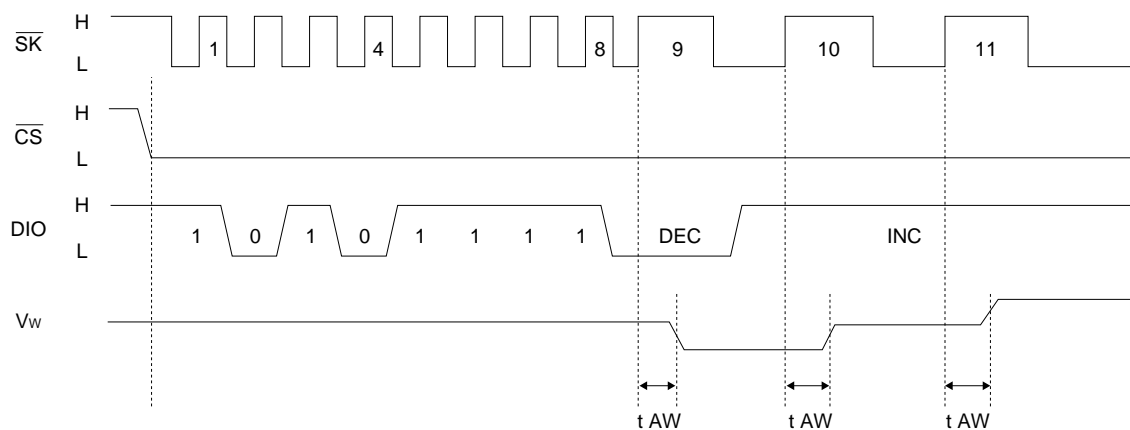 H
SK
L
1 4 8 9 10 11
H
CS
L
H
DIO
L
1 0 1 0 1 1 1 1 DEC INC
VW
t AW t AW t AW